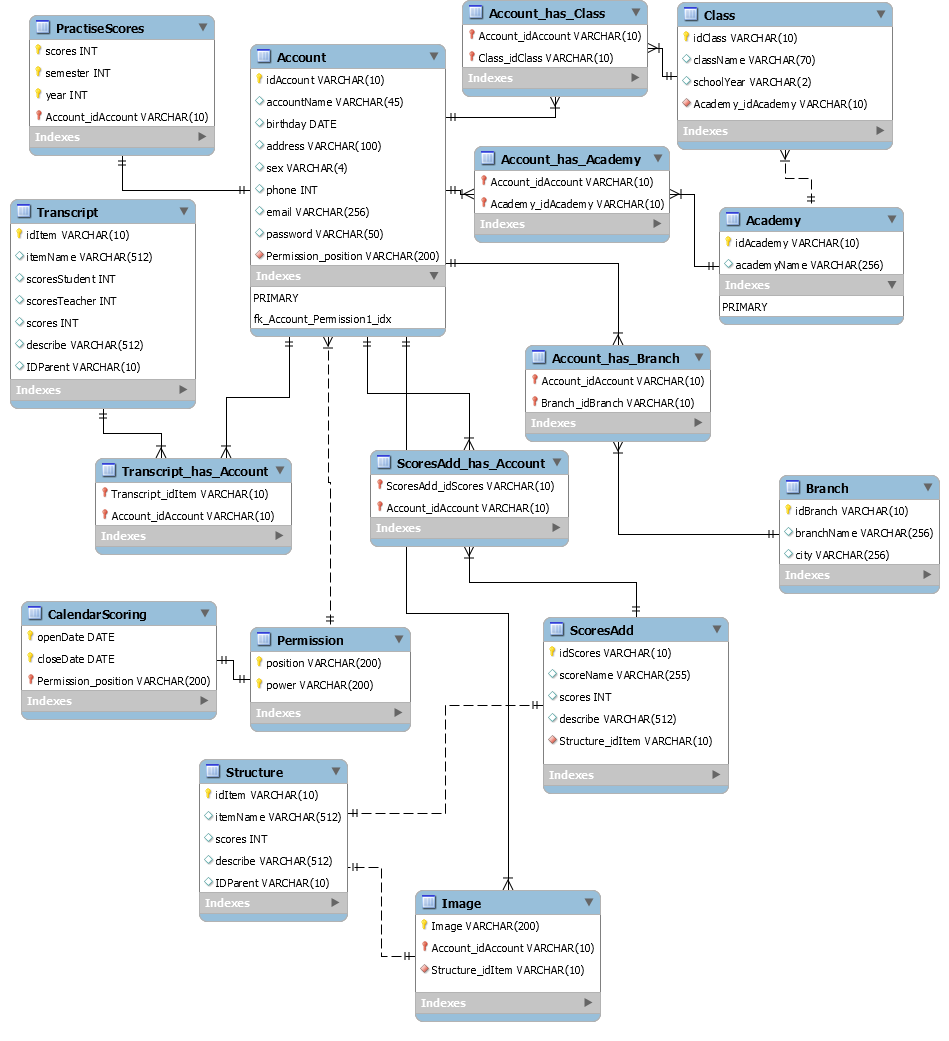 PractiseScores
scores INT
semester INT
year INT
Account_idAccount VARCHAR(10)
Indexes
Account
idAccount VARCHAR(10)
accountName VARCHAR(45)
birthday DATE
address VARCHAR(100)
sex VARCHAR(4)
phone INT
email VARCHAR(256)
password VARCHAR(50)
Permission_position VARCHAR(200)
Indexes
PRIMARY
fk_Account_Permission1_idx
Account_has_Class
Account_idAccount VARCHAR(10)
Class_idClass VARCHAR(10)
Indexes
Class
idClass VARCHAR(10)
className VARCHAR(70)
schoolYear VARCHAR(2)
Academy_idAcademy VARCHAR(10)
Indexes
Account_has_Academy
Account_idAccount VARCHAR(10)
Academy_idAcademy VARCHAR(10)
Indexes
Academy
idAcademy VARCHAR(10)
academyName VARCHAR(256)
Indexes
PRIMARY
Transcript
idItem VARCHAR(10)
itemName VARCHAR(512)
scoresStudent INT
scoresTeacher INT
scores INT
describe VARCHAR(512)
IDParent VARCHAR(10)
Indexes
Account_has_Branch
Account_idAccount VARCHAR(10)
Branch_idBranch VARCHAR(10)
Indexes
Transcript_has_Account
Transcript_idItem VARCHAR(10)
Account_idAccount VARCHAR(10)
Indexes
ScoresAdd_has_Account
ScoresAdd_idScores VARCHAR(10)
Account_idAccount VARCHAR(10)
Indexes
Branch
idBranch VARCHAR(10)
branchName VARCHAR(256)
city VARCHAR(256)
Indexes
CalendarScoring
openDate DATE
closeDate DATE
Permission_position VARCHAR(200)
Indexes
Permission
position VARCHAR(200)
power VARCHAR(200)
Indexes
ScoresAdd
idScores VARCHAR(10)
scoreName VARCHAR(255)
scores INT
describe VARCHAR(512)
Structure_idItem VARCHAR(10)
Indexes
Structure
idItem VARCHAR(10)
itemName VARCHAR(512)
scores INT
describe VARCHAR(512)
IDParent VARCHAR(10)
Indexes
Image
Image VARCHAR(200)
Account_idAccount VARCHAR(10)
Structure_idItem VARCHAR(10)
Indexes